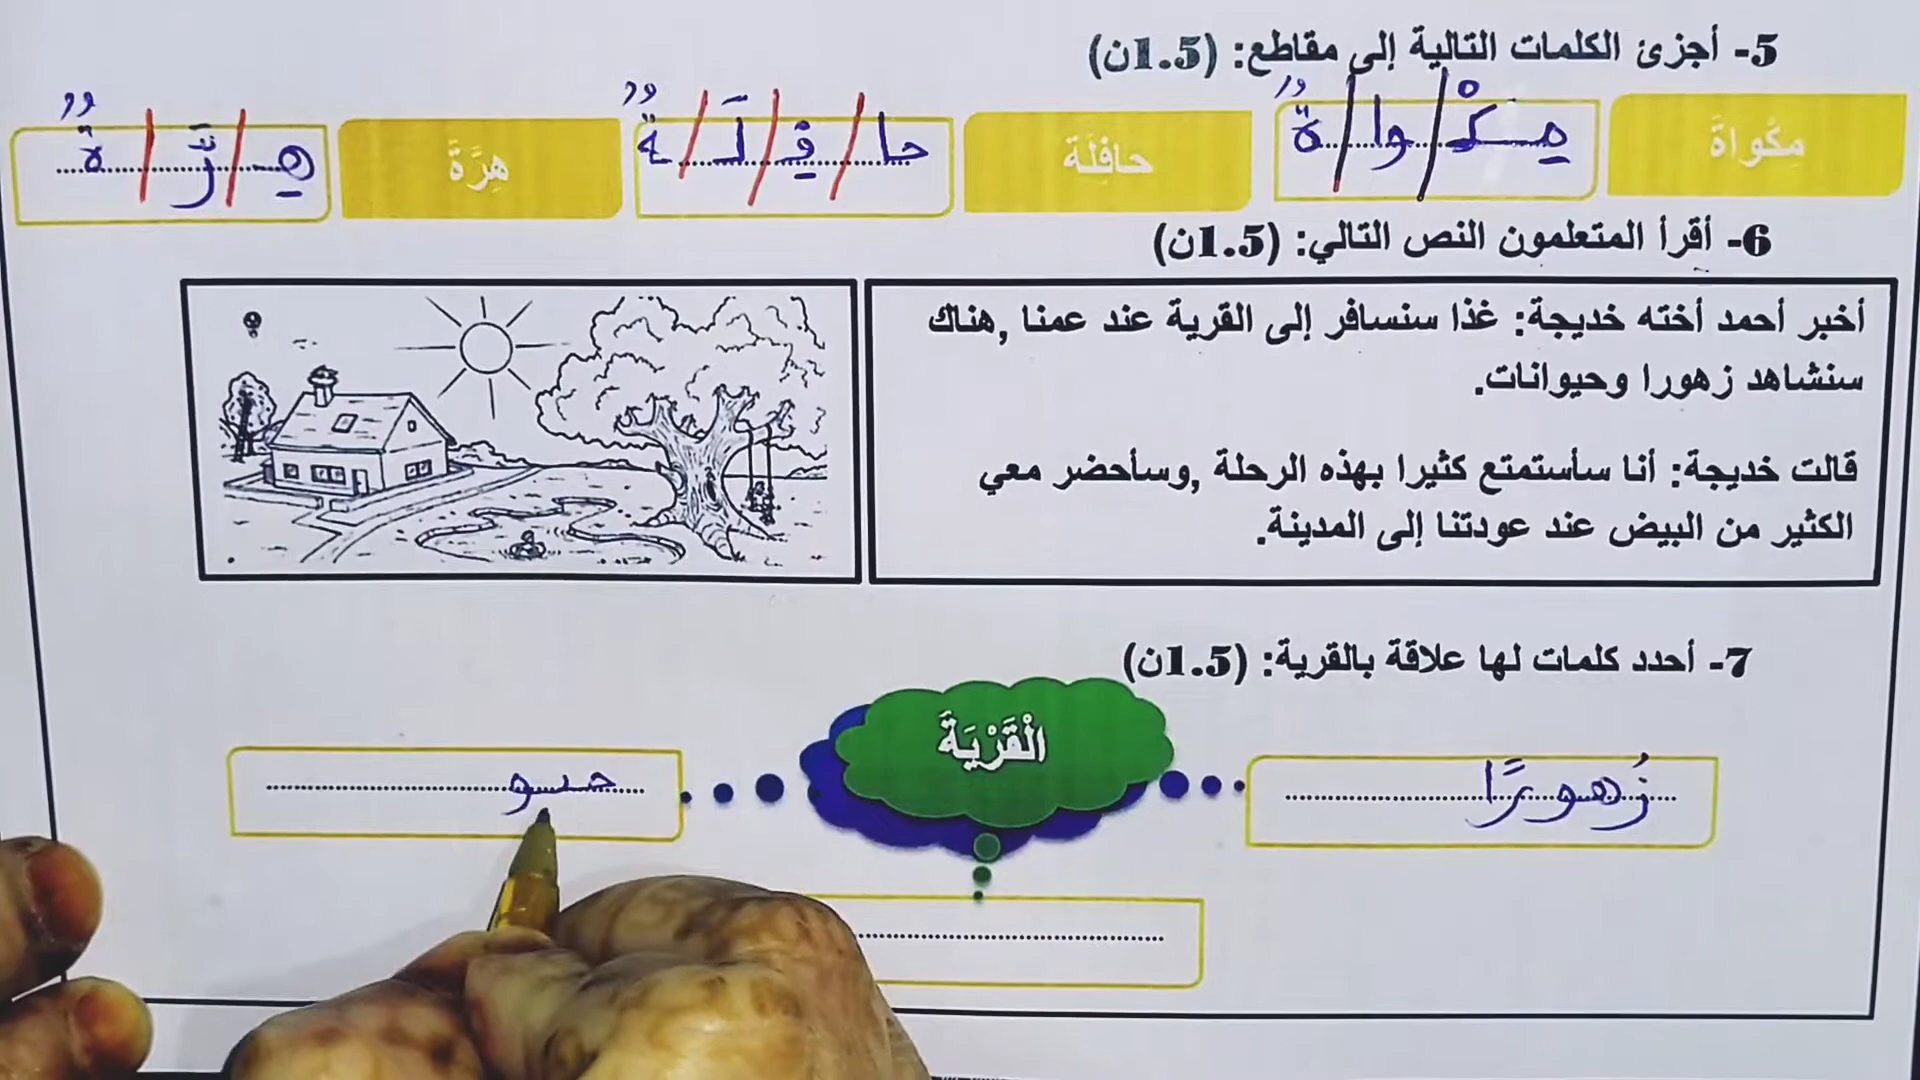 5- أجزئ الكلمات التالية إلى مقاطع: (1.5ن)
مِكْواةَ مِكْـ/وا/ةٌ حافِلَة حا/فِـ/لَـ/ـةٌ هِرَّةَ هِـ/رَّ/ةٌ
6- أقرأ المتعلمون النص التالي: (1.5ن)
أخبر أحمد أخته خديجة: غذا سنسافر إلى القرية عند عمنا ,هناك
سنشاهد زهورا وحيوانات.
قالت خديجة: أنا سأستمتع كثيرا بهذه الرحلة ,وسأحضر معي
الكثير من البيض عند عودتنا إلى المدينة.
7- أحدد كلمات لها علاقة بالقرية: (1.5ن)
الْقَرْيَةَ
زُهورًا